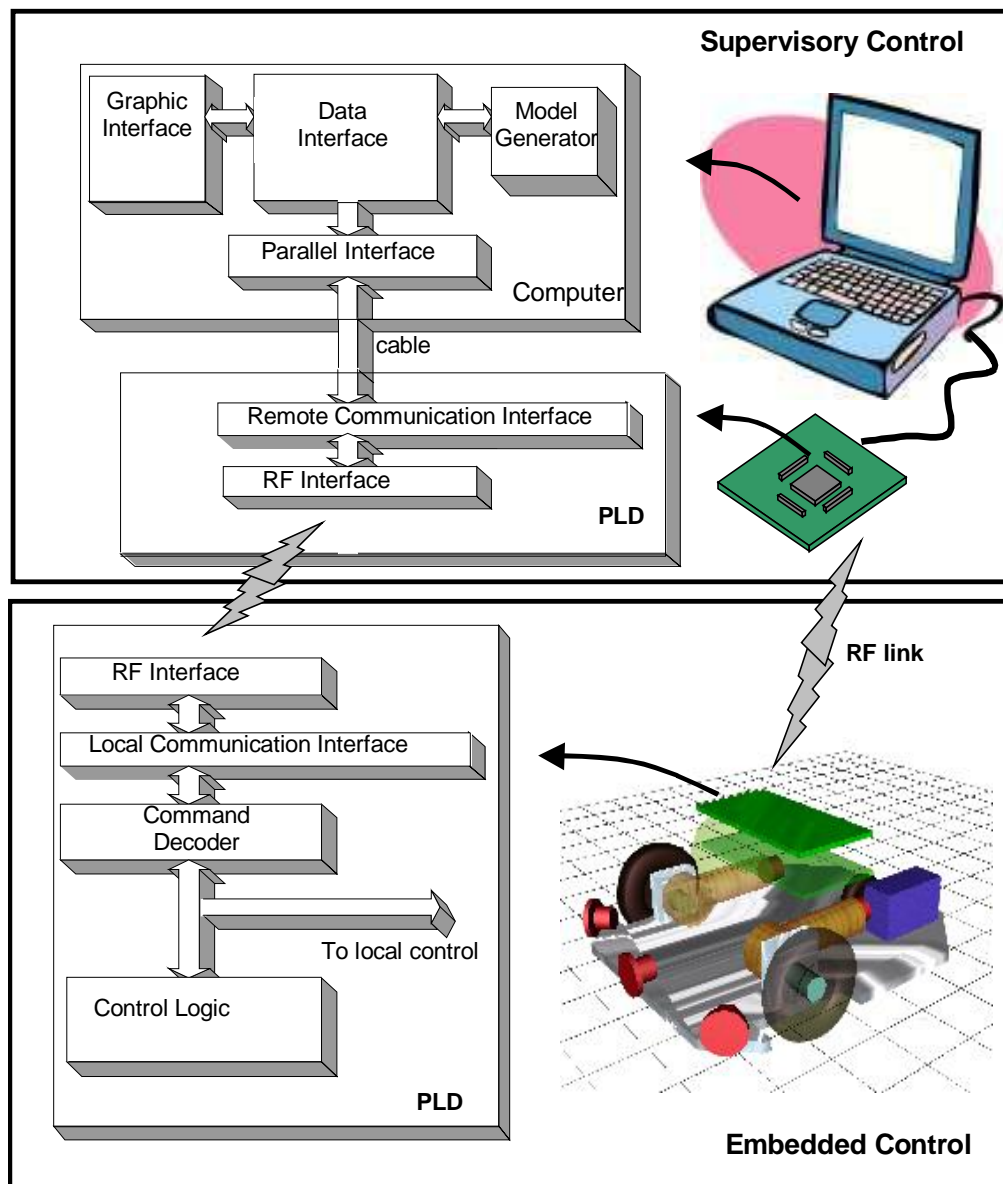 Supervisory Control
Graphic
Interface
Data
Interface
Model
Generator
Parallel Interface
Computer
cable
Remote Communication Interface
RF Interface
PLD
RF link
RF Interface
Local Communication Interface
Command
Decoder
To local control
Control Logic
PLD
Embedded Control